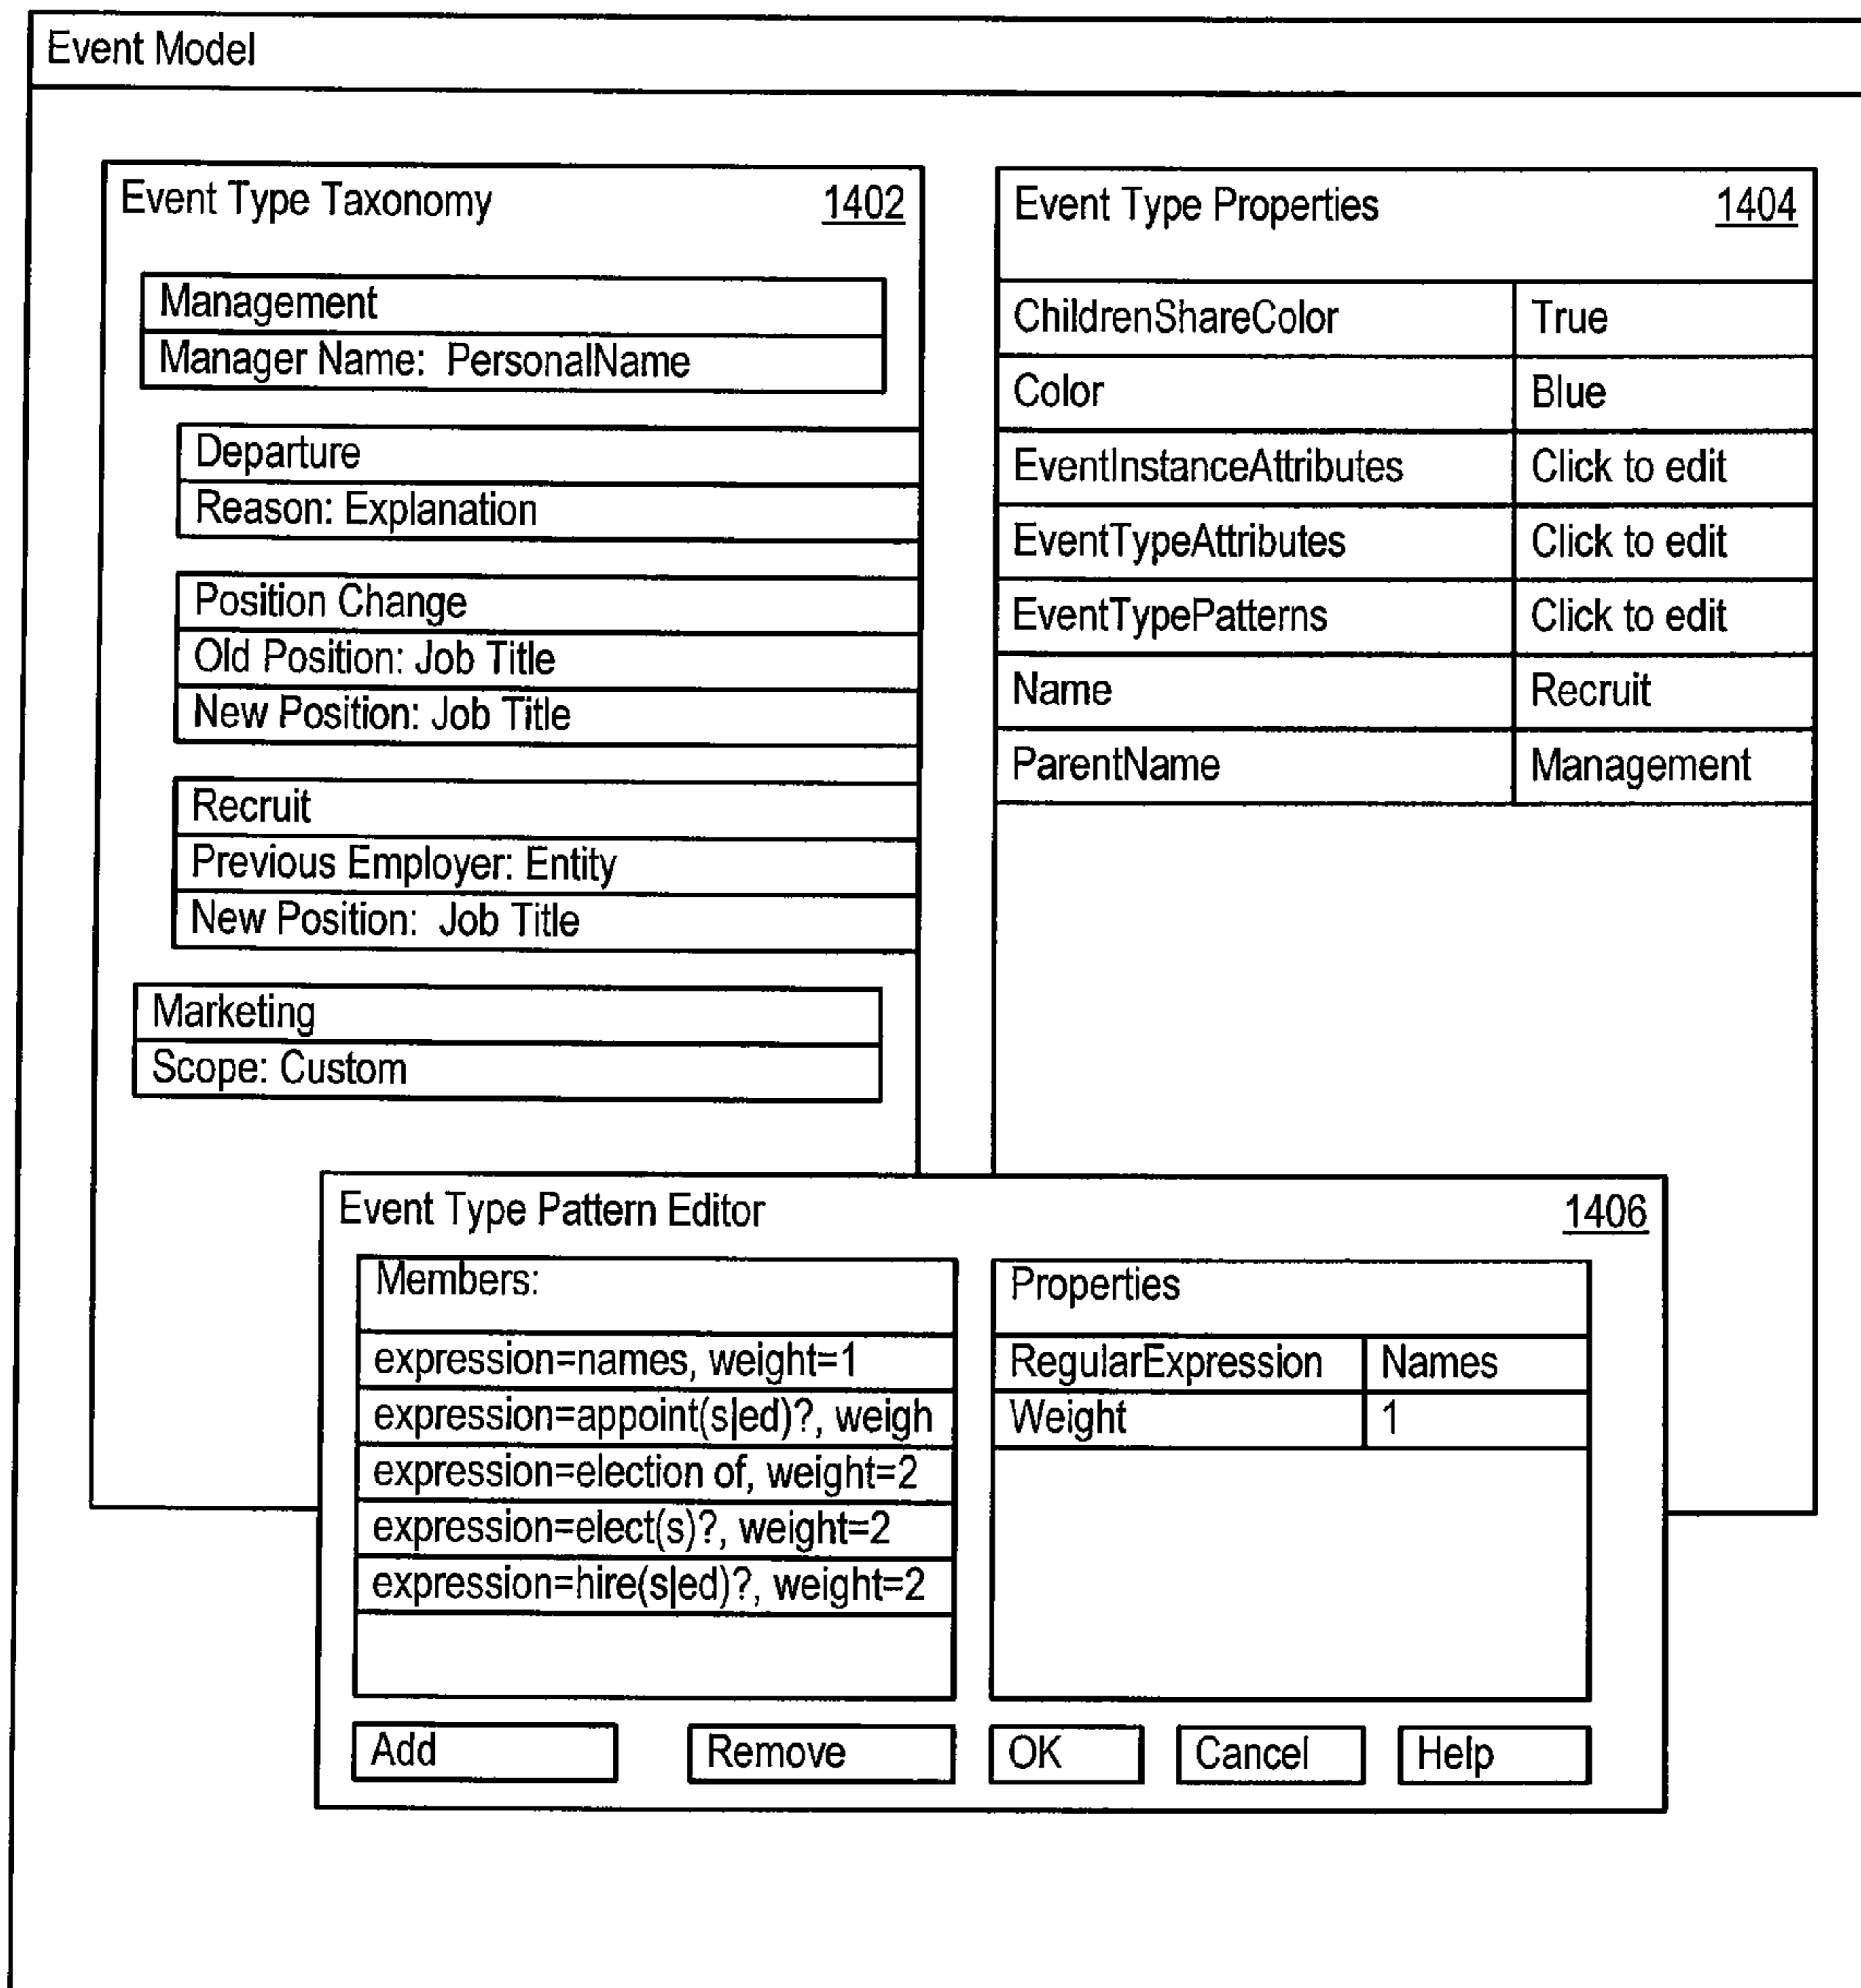 Event Model
Event Type Taxonomy 1402
Management
Manager Name: PersonalName
Departure
Reason: Explanation
Position Change
Old Position: Job Title
New Position: Job Title
Recruit
Previous Employer: Entity
New Position: Job Title
Marketing
Scope: Custom
Event Type Properties 1404
ChildrenShareColor True
Color Blue
EventInstanceAttributes Click to edit
EventTypeAttributes Click to edit
EventTypePatterns Click to edit
Name Recruit
ParentName Management
Event Type Pattern Editor 1406
Members:
expression=names, weight=1
expression=appoint(s|ed)?, weigh
expression=election of, weight=2
expression=elect(s)?, weight=2
expression=hire(s|ed)?, weight=2
Properties
RegularExpression Names
Weight 1
Add Remove OK Cancel Help